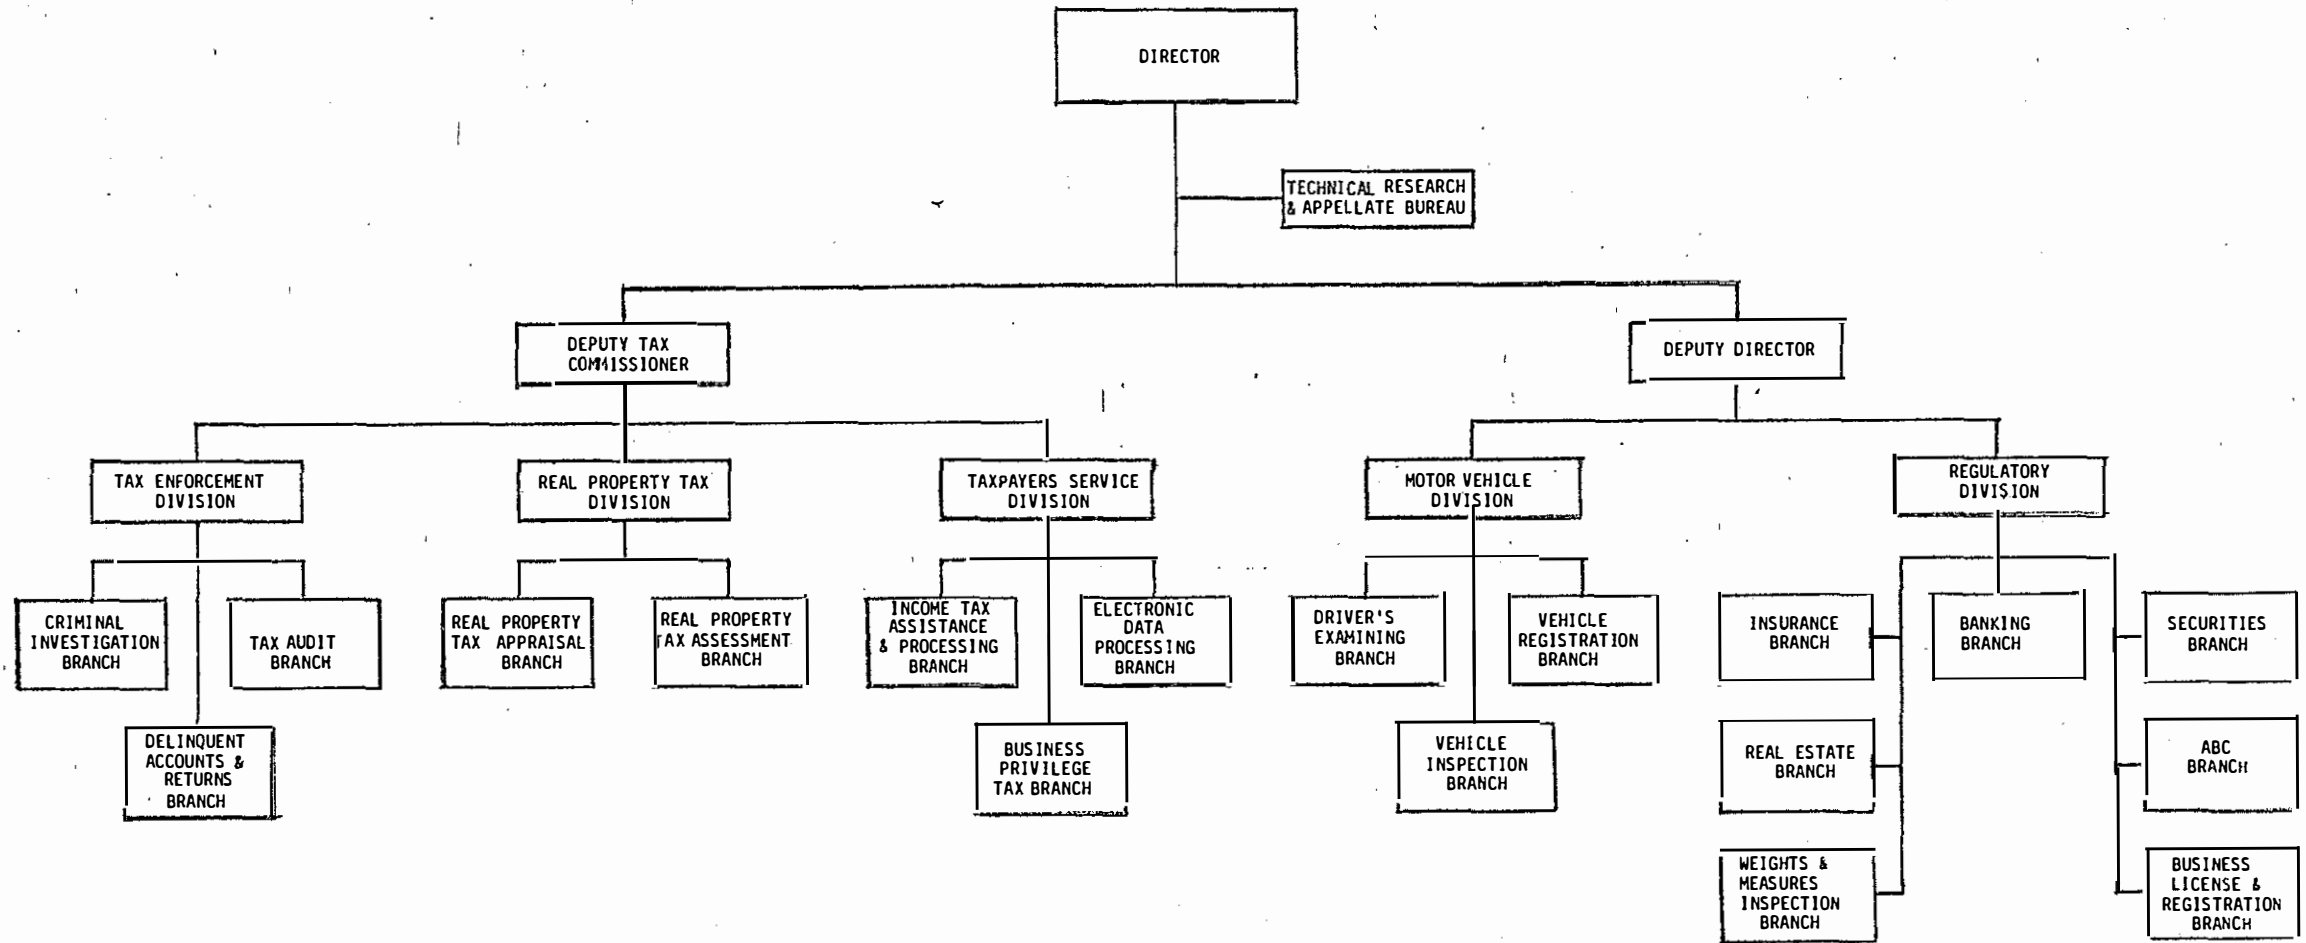 DIRECTOR
TECHNICAL RESEARCH
& APPELLATE BUREAU
DEPUTY TAX
COMMISSIONER
DEPUTY DIRECTOR
TAX ENFORCEMENT
DIVISION
REAL PROPERTY TAX
DIVISION
TAXPAYERS SERVICE
DIVISION
MOTOR VEHICLE
DIVISION
REGULATORY
DIVISION
CRIMINAL
INVESTIGATION
BRANCH
TAX AUDIT
BRANCH
REAL PROPERTY
TAX APPRAISAL
BRANCH
REAL PROPERTY
TAX ASSESSMENT
BRANCH
INCOME TAX
ASSISTANCE
& PROCESSING
BRANCH
ELECTRONIC
DATA
PROCESSING
BRANCH
DRIVER'S
EXAMINING
BRANCH
VEHICLE
REGISTRATION
BRANCH
INSURANCE
BRANCH
BANKING
BRANCH
SECURITIES
BRANCH
DELINQUENT
ACCOUNTS &
RETURNS
BRANCH
BUSINESS
PRIVILEGE
TAX BRANCH
VEHICLE
INSPECTION
BRANCH
REAL ESTATE
BRANCH
ABC
BRANCH
WEIGHTS &
MEASURES
INSPECTION
BRANCH
BUSINESS
LICENSE &
REGISTRATION
BRANCH